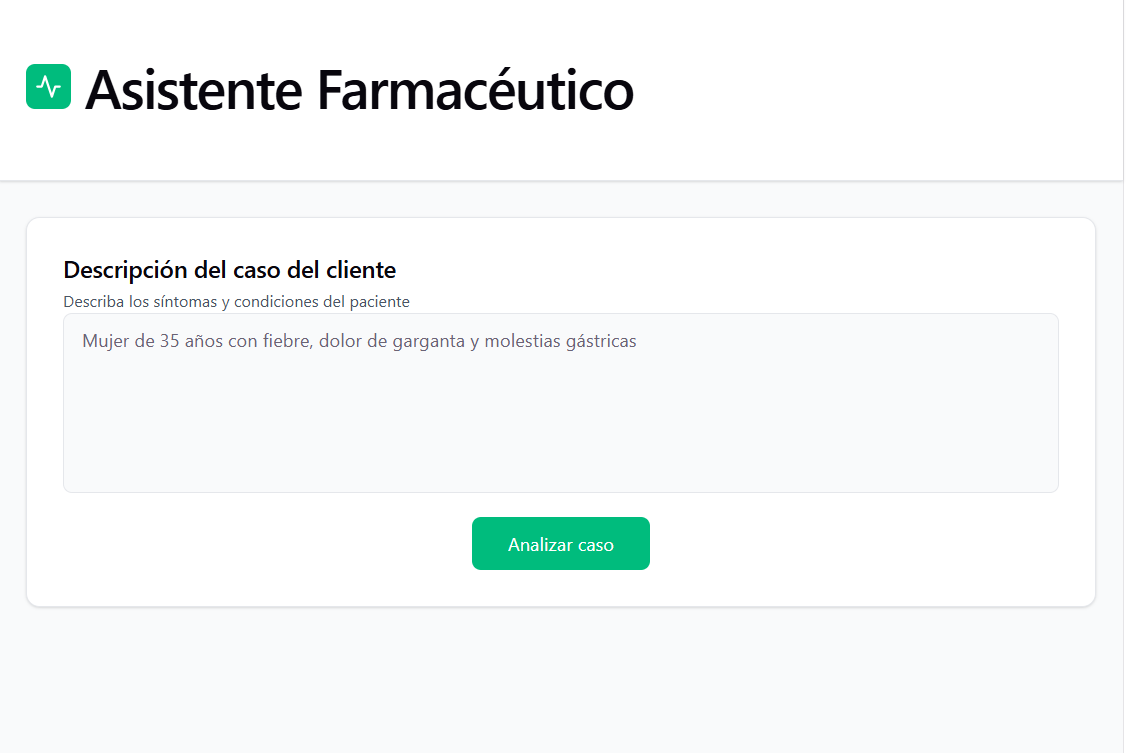 Asistente Farmacéutico
Descripción del caso del cliente
Describa los síntomas y condiciones del paciente
Mujer de 35 años con fiebre, dolor de garganta y molestias gástricas
Analizar caso